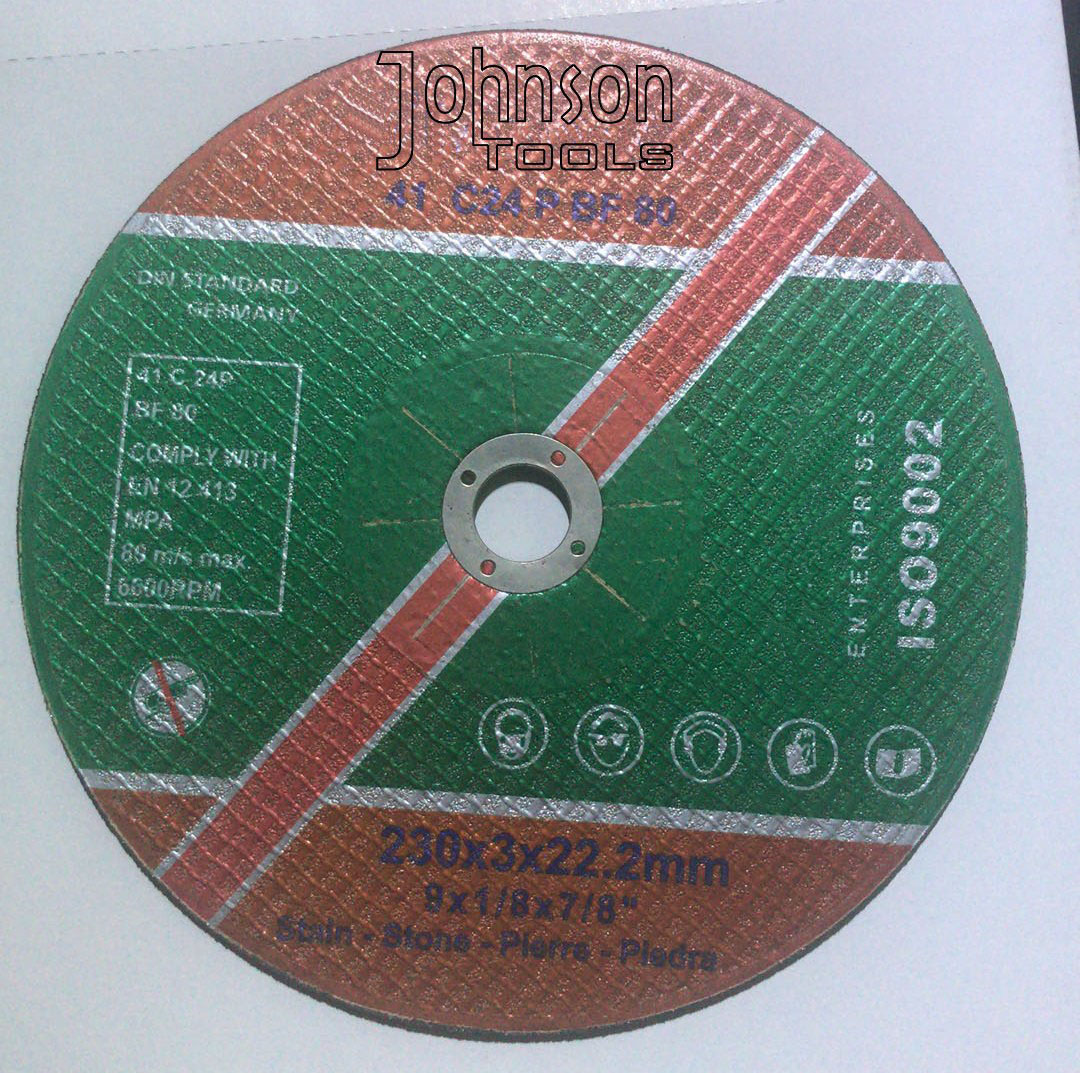 Johnson
TOOLS
41 C24 P BF 80
DIN STANDARD
GERMANY
41 C 24P
BF 80
COMPLY WITH
EN 12 413
MPA
80 m/s max
6600RPM
ENTERPRISES
ISO9002
230x3x22.2mm
9x1/8x7/8"
Stein - Stone - Pierre - Piedra